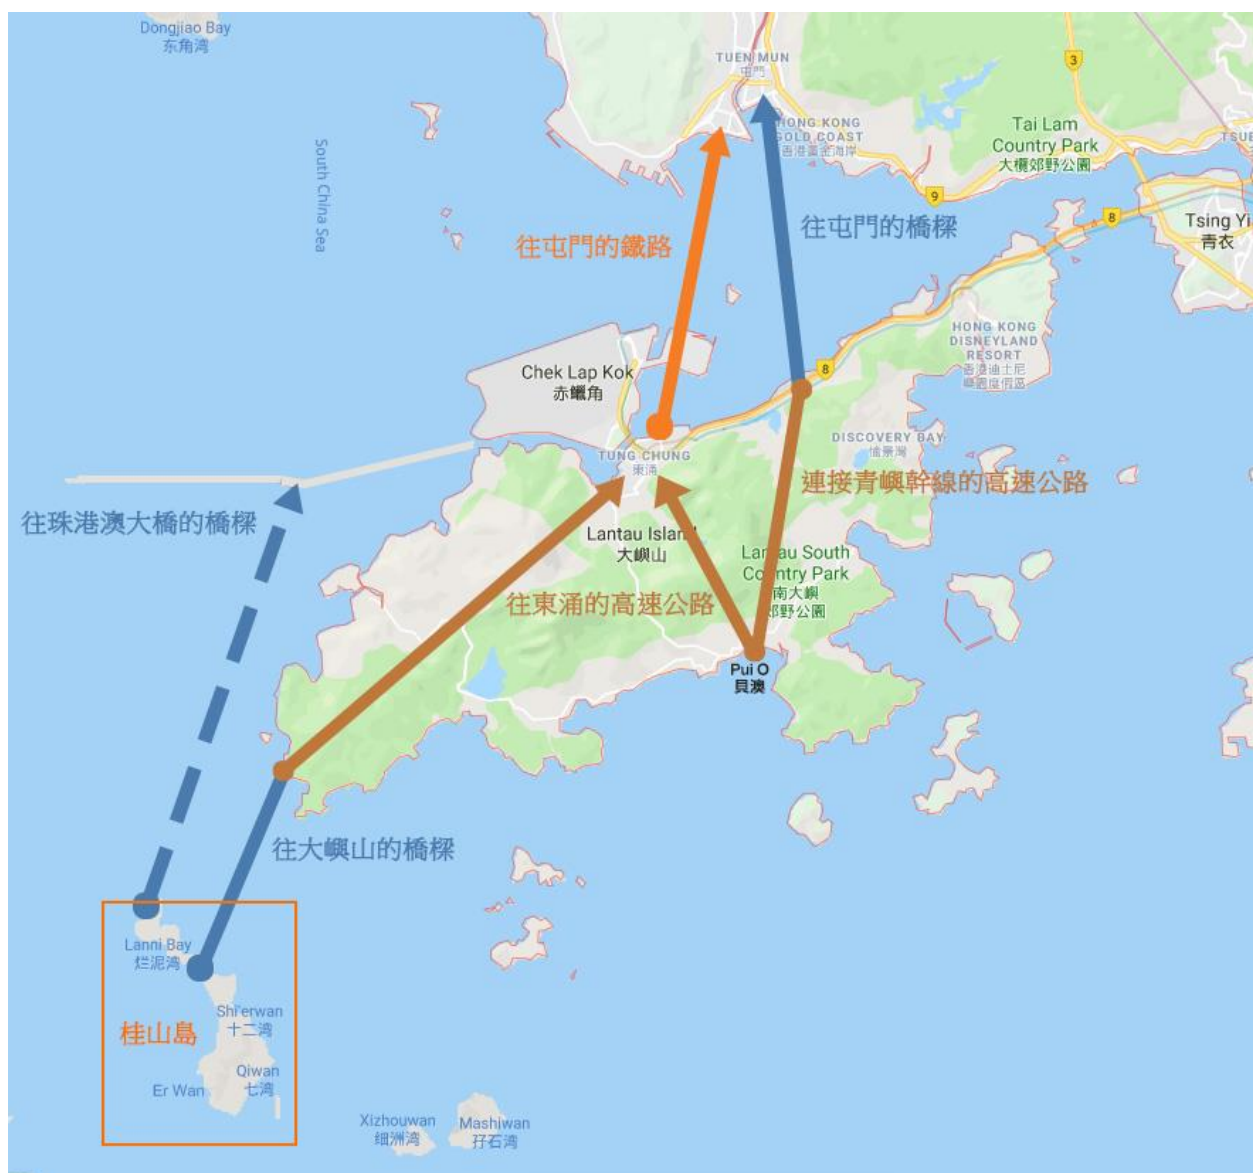 Dongjiao Bay
东角湾
TUEN MUN
屯門
3
HONG KONG
GOLD COAST
香港黃金海岸
Tai Lam
Country Park
大欖郊野公園
TSUE
South China Sea
9
8
Tsing Yi
青衣
往屯門的鐵路
往屯門的橋樑
HONG KONG
DISNEYLAND
RESORT
香港迪士尼
樂園度假區
Chek Lap Kok
赤鱲角
8
TUNG CHUNG
東涌
DISCOVERY BAY
愉景灣
連接青嶼幹線的高速公路
往珠港澳大橋的橋樑
Lantau Island
大嶼山
Lantau South
Country Park
南大嶼
郊野公園
往東涌的高速公路
Pui O
貝澳
往大嶼山的橋樑
Lanni Bay
烂泥湾
桂山島
Shi'erwan
十二湾
Qiwan
七湾
Er Wan
Xizhouwan
细洲湾
Mashiwan
孖石湾